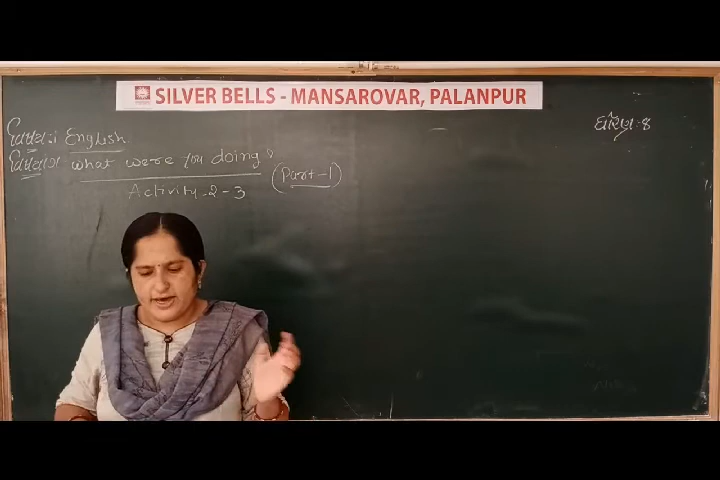 SILVER BELLS - MANSAROVAR, PALANPUR
ધોરણ : 8
વિષય : English.
What were you doing?
(Part-1)
Activity-2-3